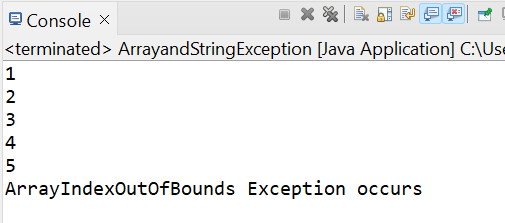 Console
<terminated> ArrayandStringException [Java Application] C:\Use
1
2
3
4
5
ArrayIndexOutOfBounds Exception occurs